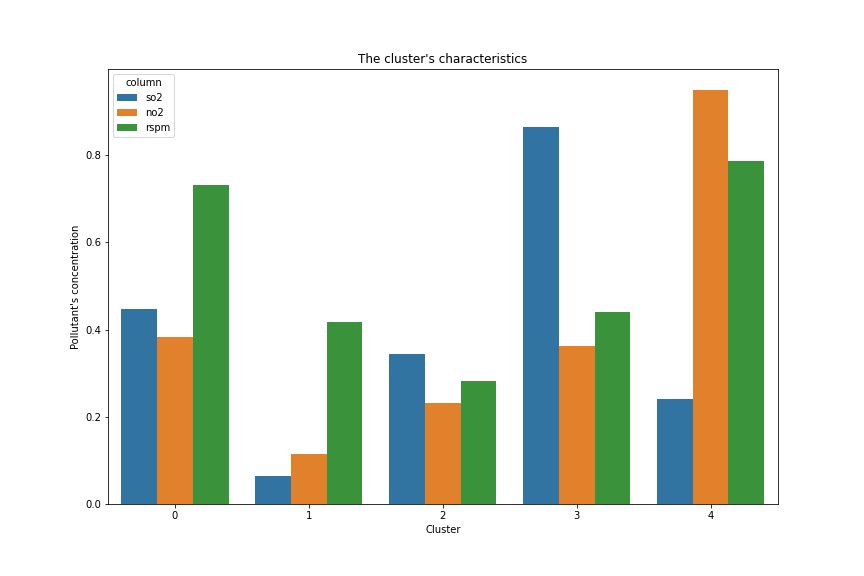 The cluster's characteristics
column
so2
no2
rspm
Pollutant's concentration
0.8
0.6
0.4
0.2
0.0
0 1 2 3 4
Cluster